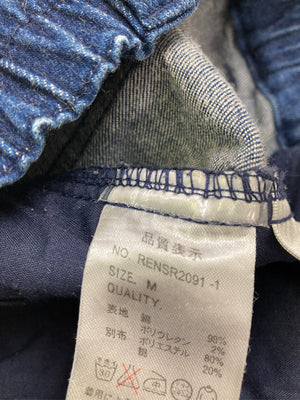 品質表示
NO. RENSR2091 -1
SIZE. M
QUALITY.
表地 綿 98%
ポリウレタン 2%
別布 ポリエステル 80%
綿 20%
30